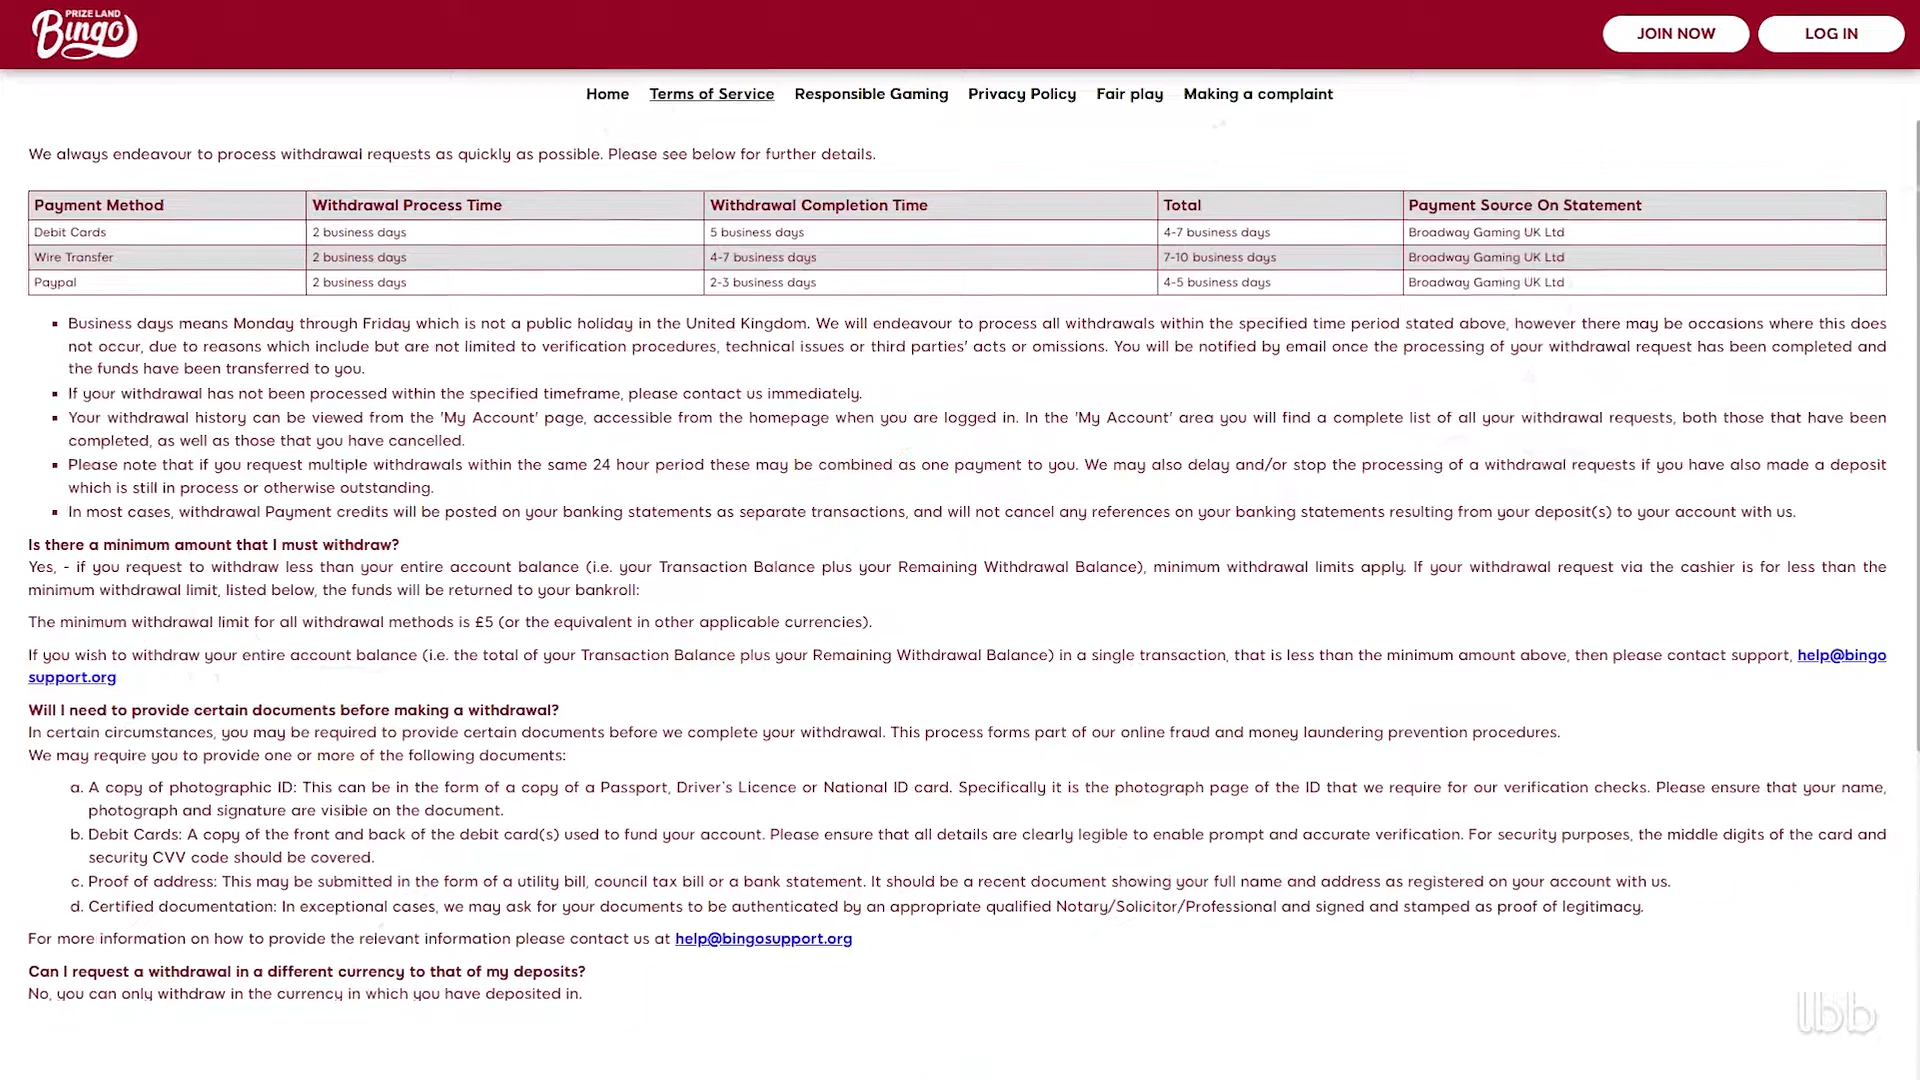 PRIZE LAND
Bingo
JOIN NOW
LOG IN
Home Terms of Service Responsible Gaming Privacy Policy Fair play Making a complaint
We always endeavour to process withdrawal requests as quickly as possible. Please see below for further details.
Payment Method Withdrawal Process Time Withdrawal Completion Time Total Payment Source On Statement
Debit Cards 2 business days 5 business days 4-7 business days Broadway Gaming UK Ltd
Wire Transfer 2 business days 4-7 business days 7-10 business days Broadway Gaming UK Ltd
Paypal 2 business days 2-3 business days 4-5 business days Broadway Gaming UK Ltd
▪ Business days means Monday through Friday which is not a public holiday in the United Kingdom. We will endeavour to process all withdrawals within the specified time period stated above, however there may be occasions where this does
not occur, due to reasons which include but are not limited to verification procedures, technical issues or third parties' acts or omissions. You will be notified by email once the processing of your withdrawal request has been completed and
the funds have been transferred to you.
▪ If your withdrawal has not been processed within the specified timeframe, please contact us immediately.
▪ Your withdrawal history can be viewed from the 'My Account' page, accessible from the homepage when you are logged in. In the 'My Account' area you will find a complete list of all your withdrawal requests, both those that have been
completed, as well as those that you have cancelled.
▪ Please note that if you request multiple withdrawals within the same 24 hour period these may be combined as one payment to you. We may also delay and/or stop the processing of a withdrawal requests if you have also made a deposit
which is still in process or otherwise outstanding.
▪ In most cases, withdrawal Payment credits will be posted on your banking statements as separate transactions, and will not cancel any references on your banking statements resulting from your deposit(s) to your account with us.
Is there a minimum amount that I must withdraw?
Yes, - if you request to withdraw less than your entire account balance (i.e. your Transaction Balance plus your Remaining Withdrawal Balance), minimum withdrawal limits apply. If your withdrawal request via the cashier is for less than the
minimum withdrawal limit, listed below, the funds will be returned to your bankroll:
The minimum withdrawal limit for all withdrawal methods is £5 (or the equivalent in other applicable currencies).
If you wish to withdraw your entire account balance (i.e. the total of your Transaction Balance plus your Remaining Withdrawal Balance) in a single transaction, that is less than the minimum amount above, then please contact support, help@bingo
support.org
Will I need to provide certain documents before making a withdrawal?
In certain circumstances, you may be required to provide certain documents before we complete your withdrawal. This process forms part of our online fraud and money laundering prevention procedures.
We may require you to provide one or more of the following documents:
a. A copy of photographic ID: This can be in the form of a copy of a Passport, Driver's Licence or National ID card. Specifically it is the photograph page of the ID that we require for our verification checks. Please ensure that your name,
photograph and signature are visible on the document.
b. Debit Cards: A copy of the front and back of the debit card(s) used to fund your account. Please ensure that all details are clearly legible to enable prompt and accurate verification. For security purposes, the middle digits of the card and
security CVV code should be covered.
c. Proof of address: This may be submitted in the form of a utility bill, council tax bill or a bank statement. It should be a recent document showing your full name and address as registered on your account with us.
d. Certified documentation: In exceptional cases, we may ask for your documents to be authenticated by an appropriate qualified Notary/Solicitor/Professional and signed and stamped as proof of legitimacy.
For more information on how to provide the relevant information please contact us at help@bingosupport.org
Can I request a withdrawal in a different currency to that of my deposits?
No, you can only withdraw in the currency in which you have deposited in.
lbb